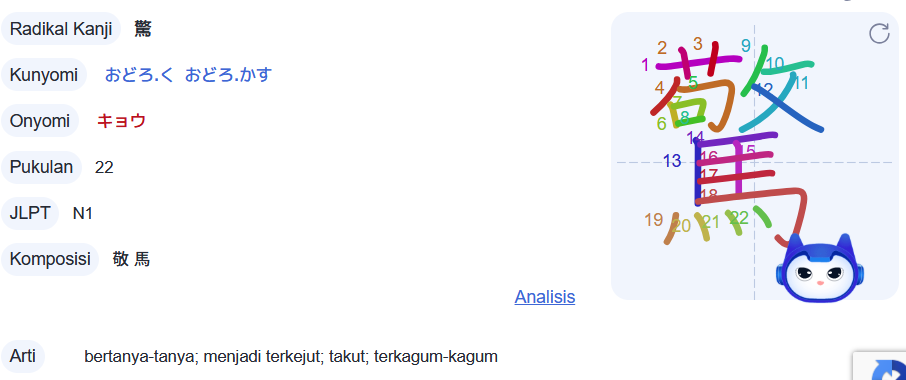 Radikal Kanji 驚
Kunyomi おどろ.く おどろ.かす
Onyomi キョウ
Pukulan 22
JLPT N1
Komposisi 敬 馬
Analisis
Arti bertanya-tanya; menjadi terkejut; takut; terkagum-kagum
1 2 3 4 5 6 7 8 9 10 11 12 13 14 15 16 17 18 19 20 21 22
驚